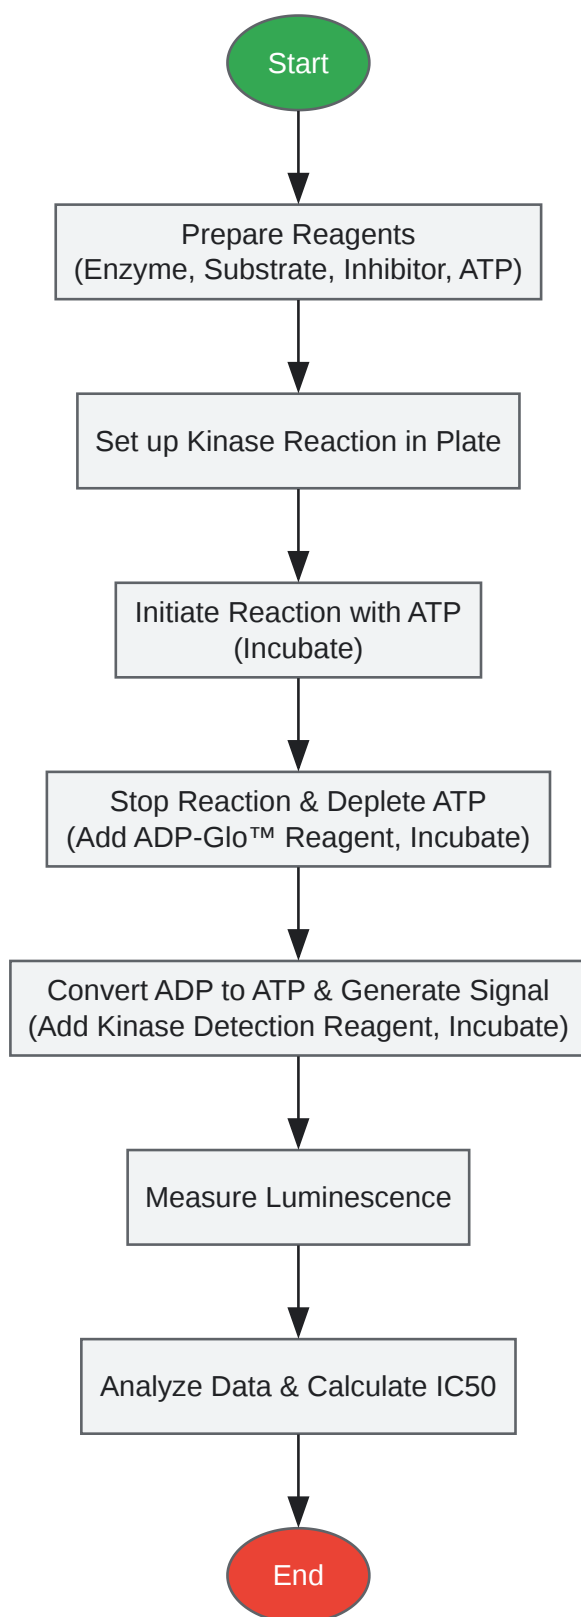 Start
Prepare Reagents
(Enzyme, Substrate, Inhibitor, ATP)
Set up Kinase Reaction in Plate
Initiate Reaction with ATP
(Incubate)
Stop Reaction & Deplete ATP
(Add ADP-Glo™ Reagent, Incubate)
Convert ADP to ATP & Generate Signal
(Add Kinase Detection Reagent, Incubate)
Measure Luminescence
Analyze Data & Calculate IC50
End